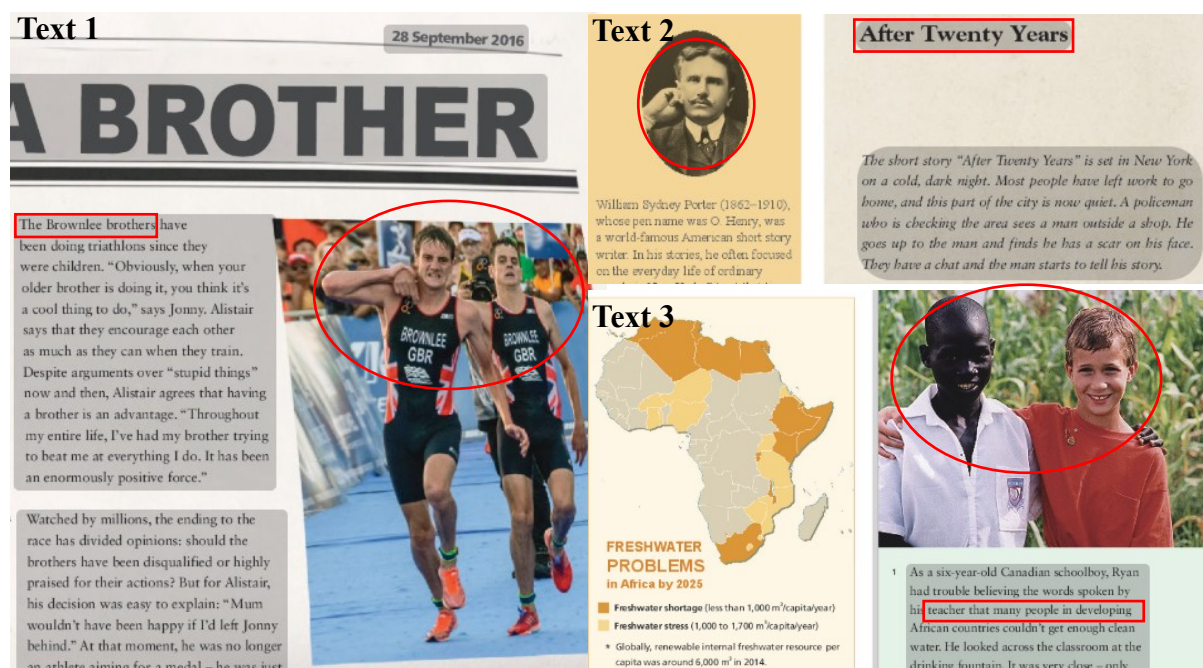 Text 1
28 September 2016
A BROTHER
The Brownlee brothers have
been doing triathlons since they
were children. “Obviously, when your
older brother is doing it, you think it's
a cool thing to do,” says Jonny. Alistair
says that they encourage each other
as much as they can when they train.
Despite arguments over “stupid things”
now and then, Alistair agrees that having
a brother is an advantage. “Throughout
my entire life, I've had my brother trying
to beat me at everything I do. It has been
an enormously positive force.”
Watched by millions, the ending to the
race has divided opinions: should the
brothers have been disqualified or highly
praised for their actions? But for Alistair,
his decision was easy to explain: “Mum
wouldn't have been happy if I'd left Jonny
behind.” At that moment, he was no longer
an athlete aiming for a medal – he was just
BROWNLEE
GBR
BROWNLEE
GBR
Text 2
William Sydney Porter (1862–1910),
whose pen name was O. Henry, was
a world-famous American short story
writer. In his stories, he often focused
on the everyday life of ordinary
After Twenty Years
The short story “After Twenty Years” is set in New York
on a cold, dark night. Most people have left work to go
home, and this part of the city is now quiet. A policeman
who is checking the area sees a man outside a shop. He
goes up to the man and finds he has a scar on his face.
They have a chat and the man starts to tell his story.
Text 3
FRESHWATER
PROBLEMS
in Africa by 2025
Freshwater shortage (less than 1,000 m³/capita/year)
Freshwater stress (1,000 to 1,700 m³/capita/year)
* Globally, renewable internal freshwater resource per
capita was around 6,000 m³ in 2014.
1 As a six-year-old Canadian schoolboy, Ryan
had trouble believing the words spoken by
his teacher that many people in developing
African countries couldn't get enough clean
water. He looked across the classroom at the
drinking fountain. It was very close – only